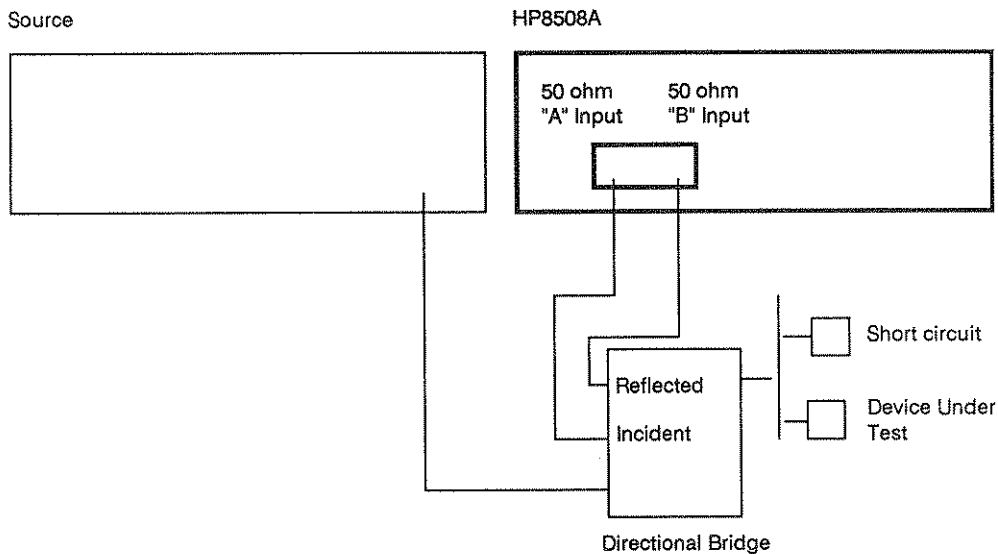 Source
HP8508A
50 ohm
"A" Input
50 ohm
"B" Input
Short circuit
Reflected
Incident
Device Under
Test
Directional Bridge